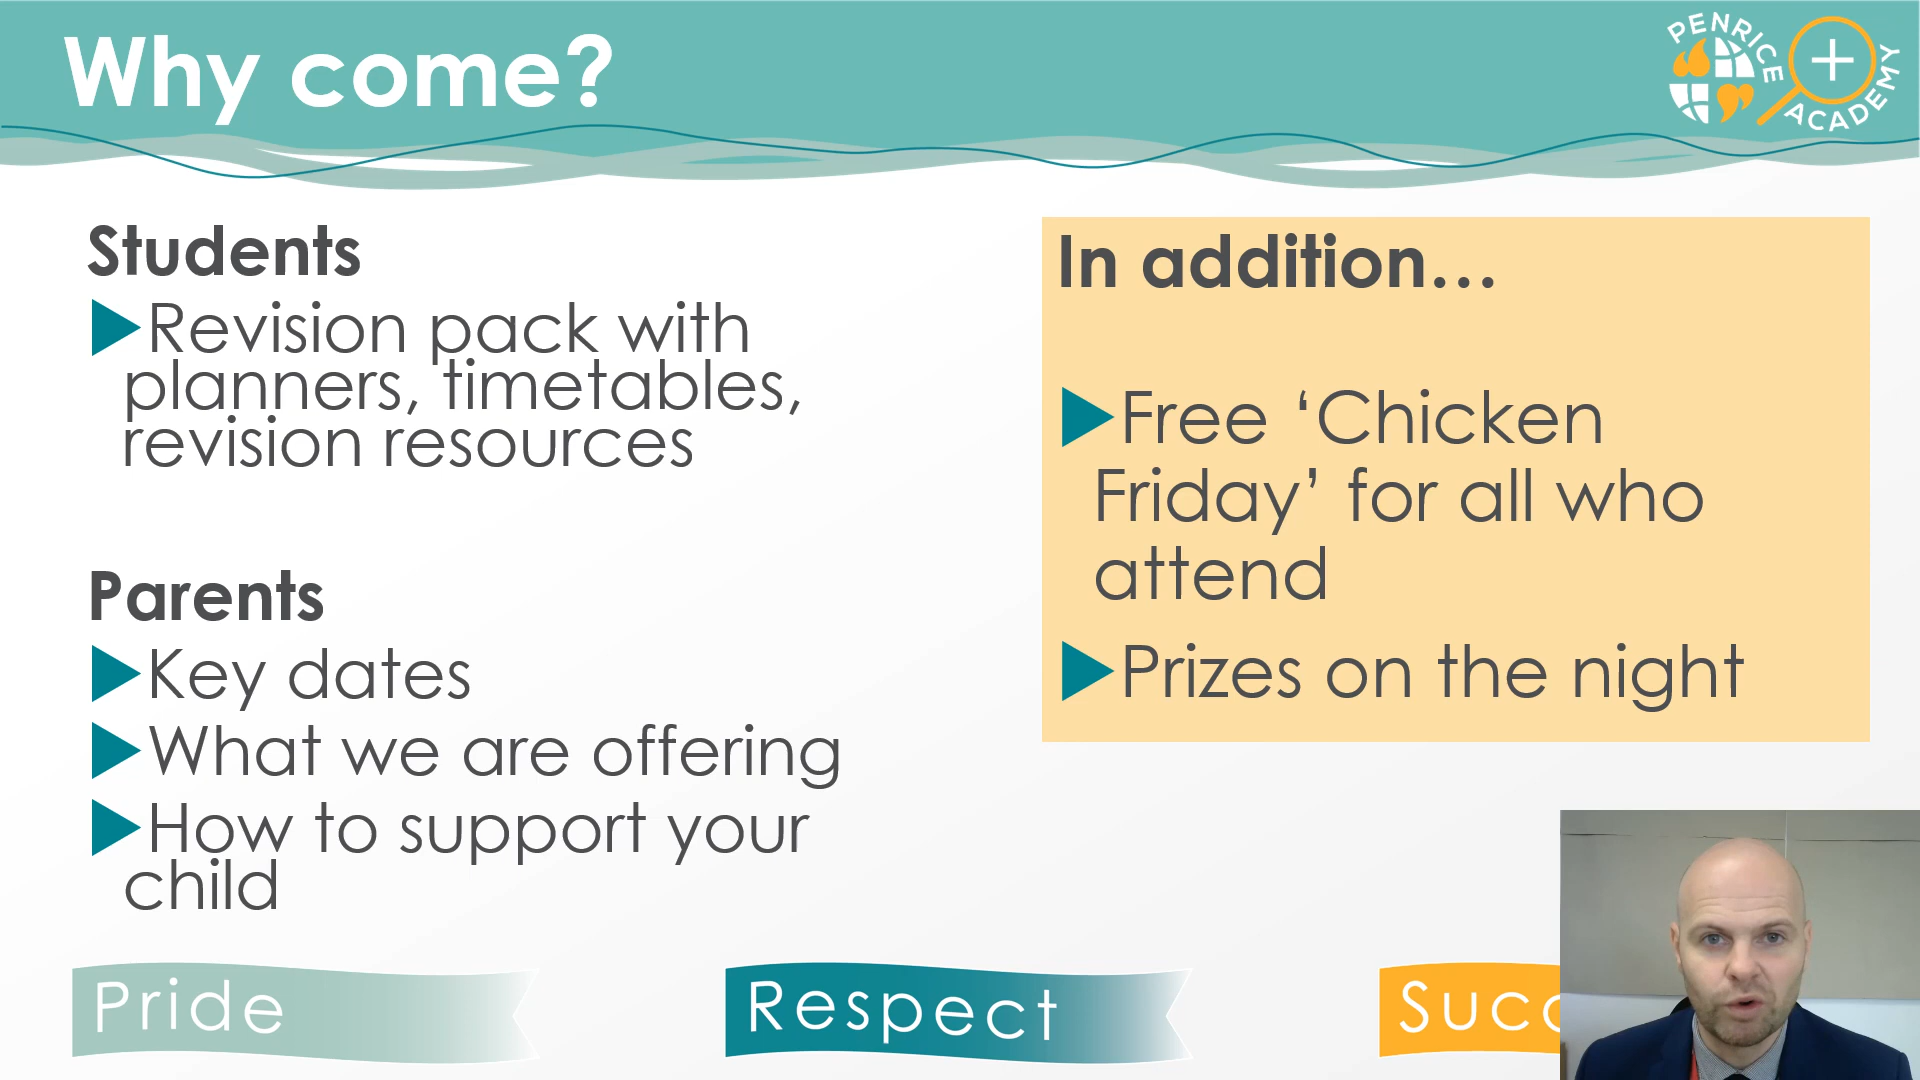 Why come?
PENRICE
ACADEMY
Students
Revision pack with
planners, timetables,
revision resources
Parents
Key dates
What we are offering
How to support your
child
In addition…
Free ‘Chicken
Friday’ for all who
attend
Prizes on the night
Pride
Respect